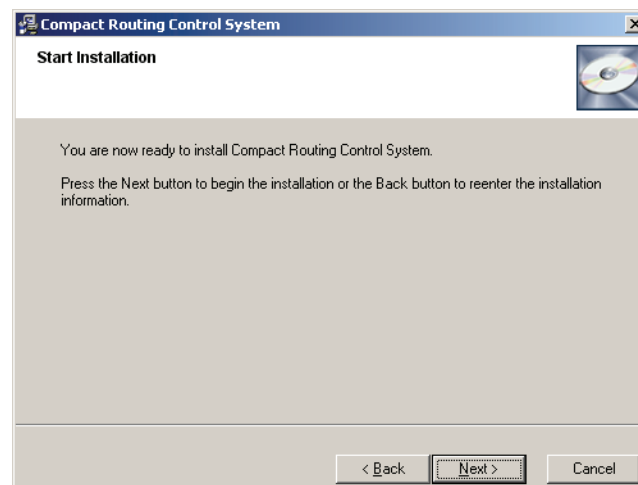 Compact Routing Control System
Start Installation
You are now ready to install Compact Routing Control System.
Press the Next button to begin the installation or the Back button to reenter the installation
information.
< Back
Next >
Cancel